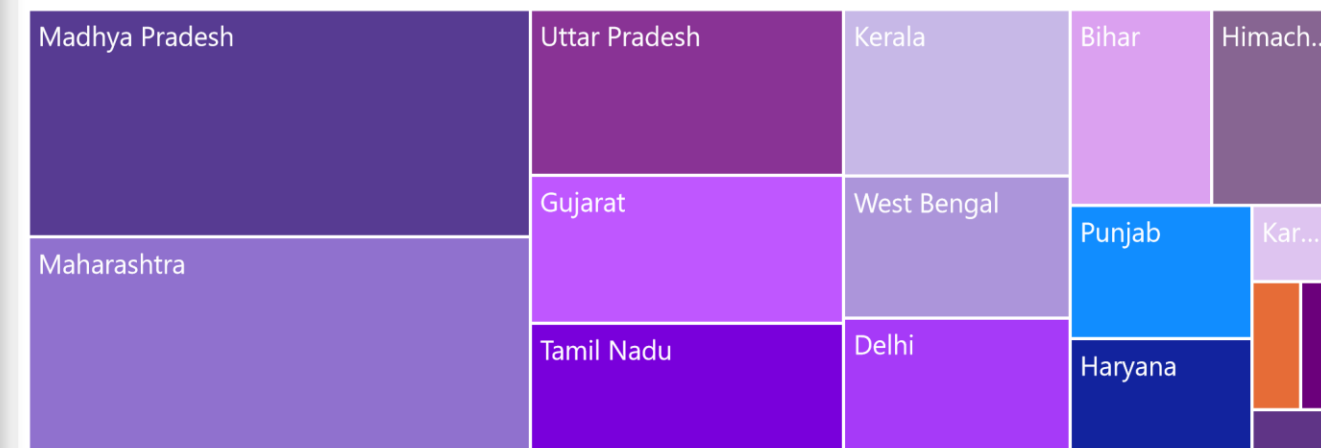 Madhya Pradesh
Maharashtra
Uttar Pradesh
Gujarat
Tamil Nadu
Kerala
West Bengal
Delhi
Bihar
Himach...
Punjab
Kar...
Haryana